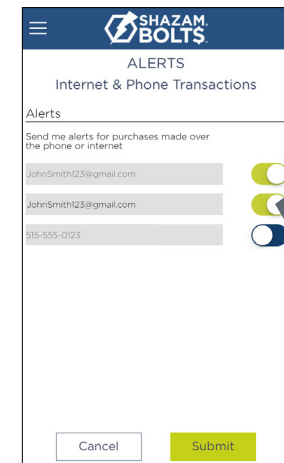 SHAZAM.
BOLT$.
ALERTS
Internet & Phone Transactions
Alerts
Send me alerts for purchases made over
the phone or internet
JohnSmith123@gmail.com
JohnSmith123@gmail.com
515-555-0123
Cancel
Submit